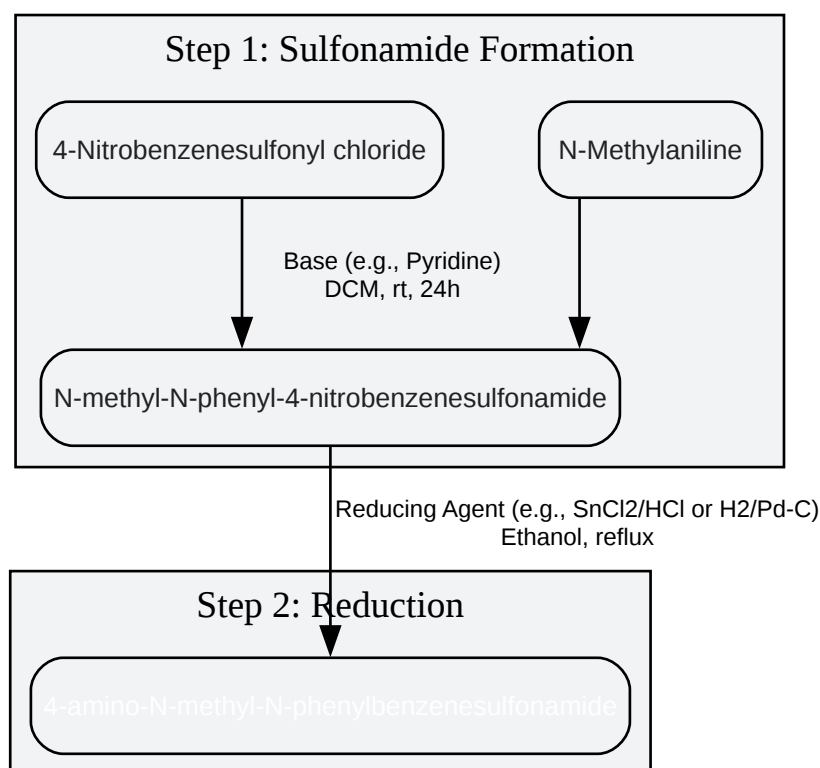 Step 1: Sulfonamide Formation
4-Nitrobenzenesulfonyl chloride
N-Methylaniline
Base (e.g., Pyridine)
DCM, rt, 24h
N-methyl-N-phenyl-4-nitrobenzenesulfonamide
Reducing Agent (e.g., SnCl2/HCl or H2/Pd-C)
Ethanol, reflux
Step 2: Reduction
4-amino-N-methyl-N-phenylbenzenesulfonamide